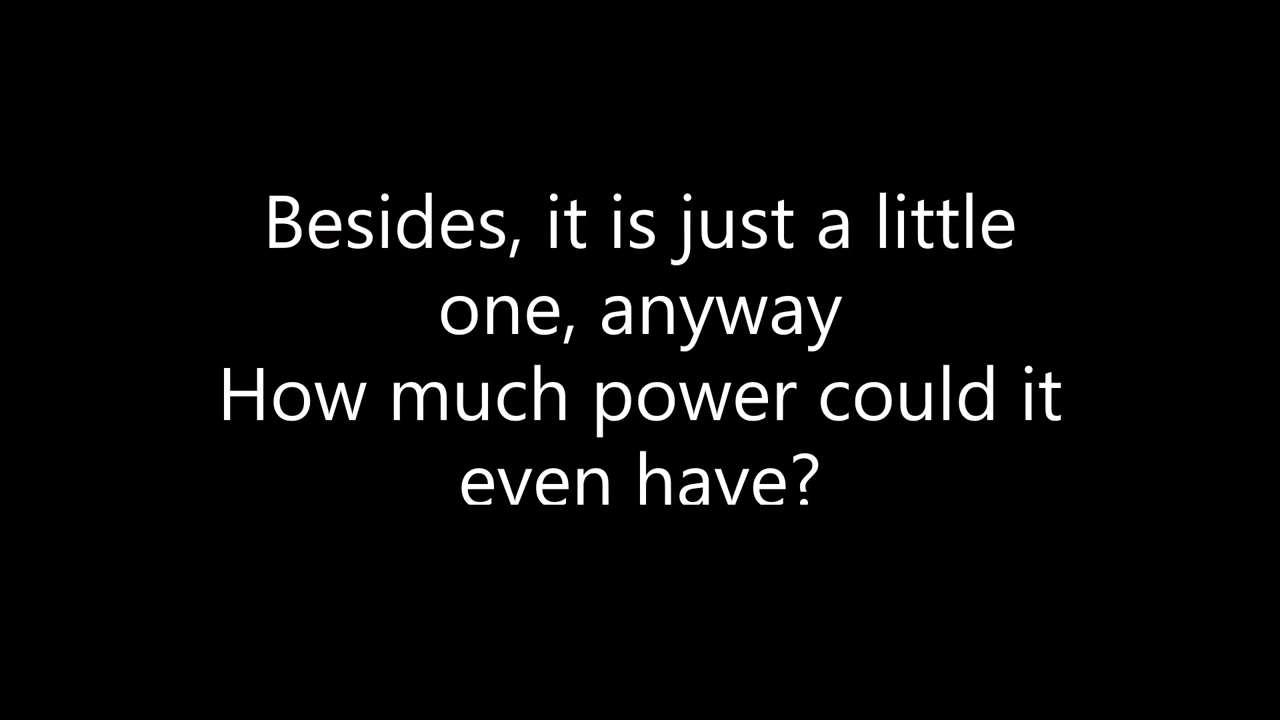 Besides, it is just a little
one, anyway
How much power could it
even have?